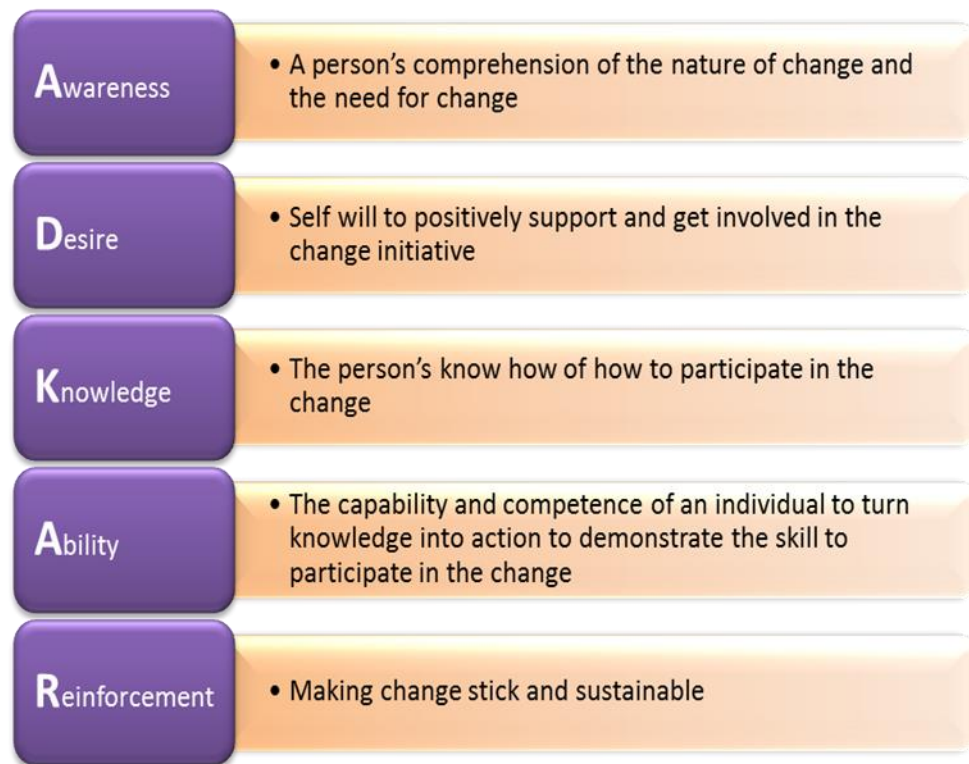 Awareness
• A person's comprehension of the nature of change and
the need for change
Desire
• Self will to positively support and get involved in the
change initiative
Knowledge
• The person's know how of how to participate in the
change
Ability
• The capability and competence of an individual to turn
knowledge into action to demonstrate the skill to
participate in the change
Reinforcement
• Making change stick and sustainable